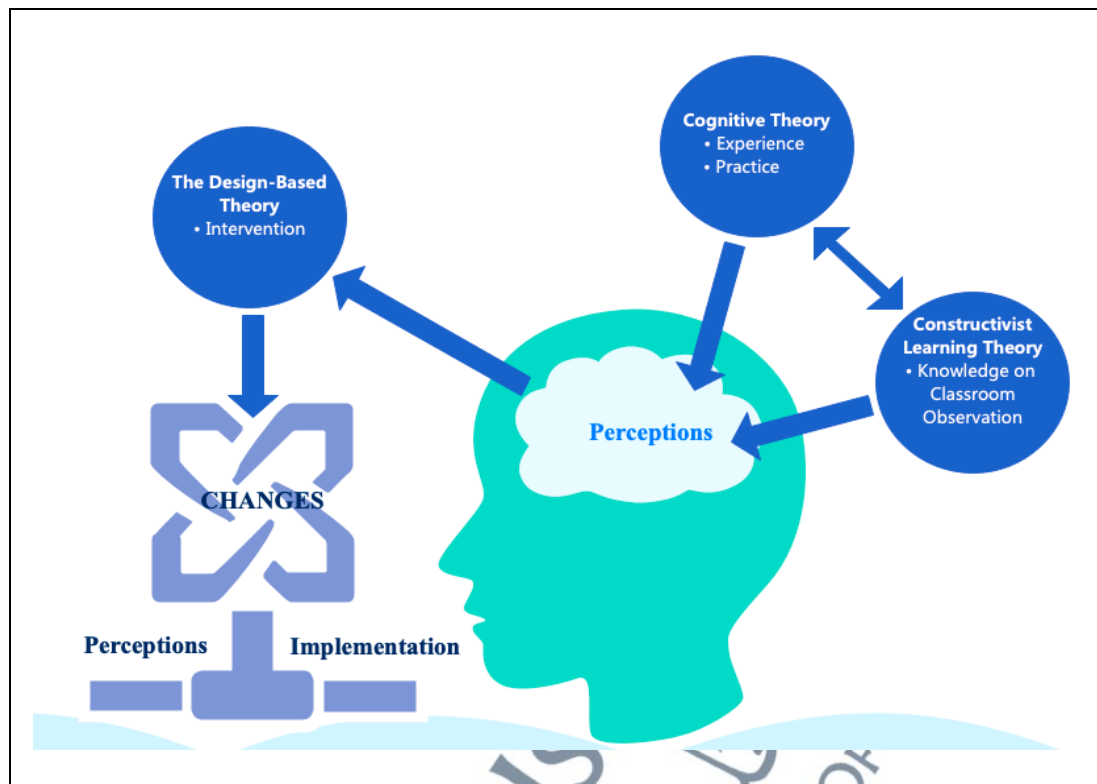 Cognitive Theory
• Experience
• Practice
The Design-Based
Theory
• Intervention
Constructivist
Learning Theory
• Knowledge on
Classroom
Observation
Perceptions
CHANGES
Perceptions
Implementation
OF